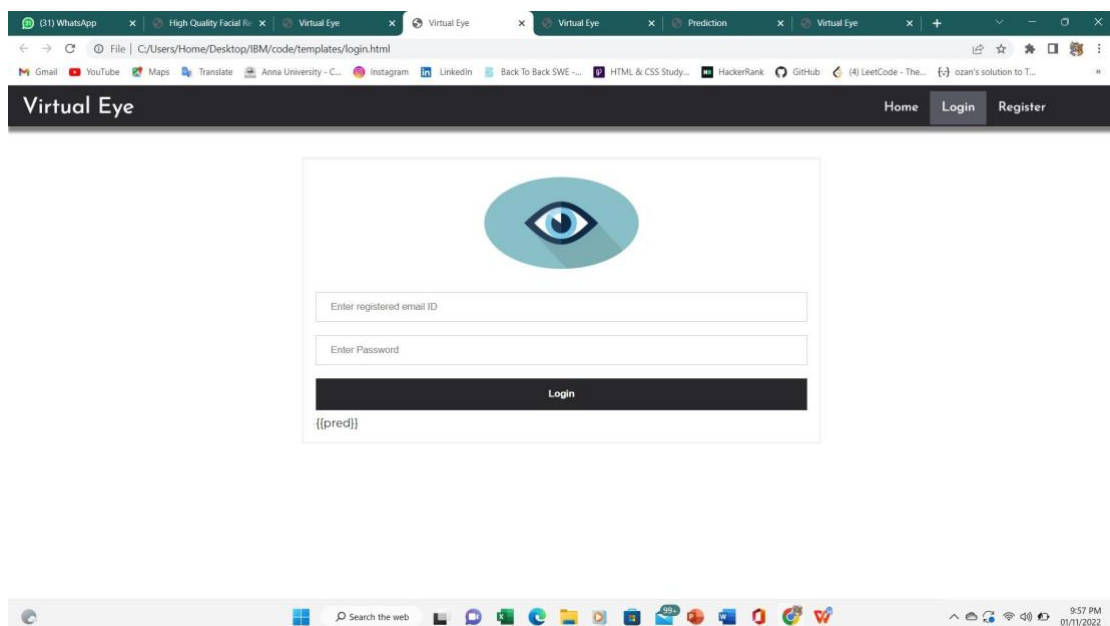 (31) WhatsApp
High Quality Facial Re
Virtual Eye
Virtual Eye
Virtual Eye
Prediction
Virtual Eye
File | C:/Users/Home/Desktop/IBM/code/templates/login.html
Gmail YouTube Maps Translate Anna University - C... Instagram LinkedIn Back To Back SWE -... HTML & CSS Study... HackerRank GitHub (4) LeetCode - The... ozan's solution to T... »
Virtual Eye Home Login Register
Enter registered email ID
Enter Password
Login
{{pred}}
Search the web
99+
9:57 PM
01/11/2022